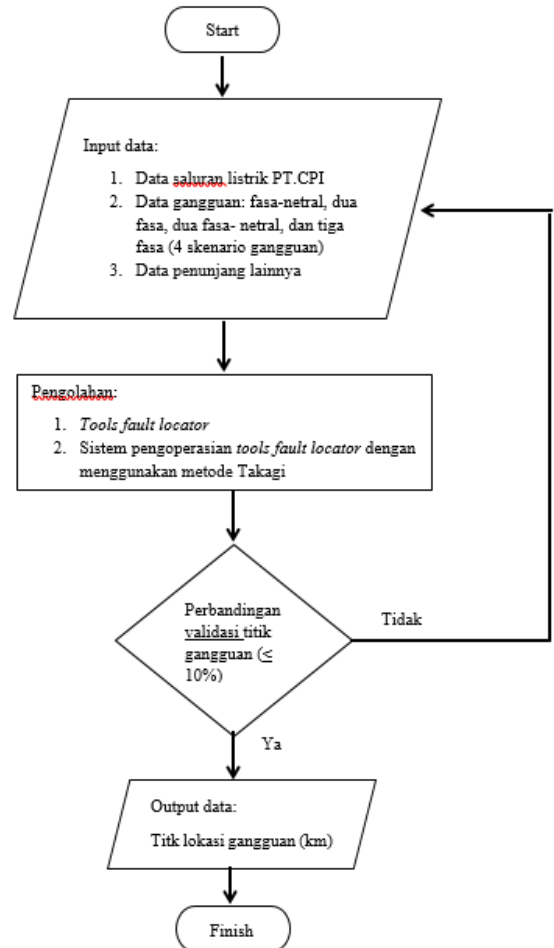 Start
Input data:
1. Data saluran listrik PT.CPI
2. Data gangguan: fasa-netral, dua
fasa, dua fasa- netral, dan tiga
fasa (4 skenario gangguan)
3. Data penunjang lainnya
Pengolahan:
1. Tools fault locator
2. Sistem pengoperasian tools fault locator dengan
menggunakan metode Takagi
Perbandingan
validasi titik
gangguan (≤
10%)
Tidak
Ya
Output data:
Titk lokasi gangguan (km)
Finish